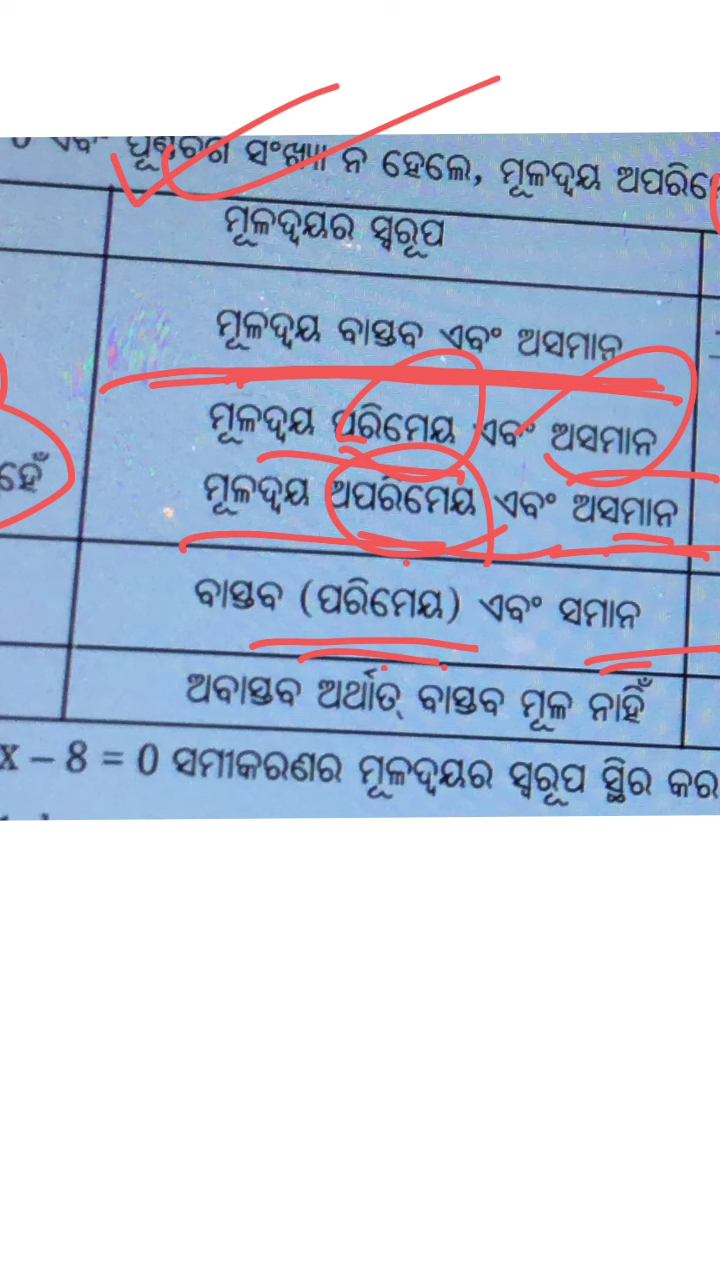 ଏବଂ ପୂର୍ଣ୍ଣବର୍ଗ ସଂଖ୍ୟା ନ ହେଲେ, ମୂଳଦ୍ୱୟ
ମୂଳଦ୍ୱୟର ସ୍ୱରୂପ
ମୂଳଦ୍ୱୟ ବାସ୍ତବ ଏବଂ ଅସମାନ
ମୂଳଦ୍ୱୟ ପରିମେୟ ଏବଂ ଅସମାନ
ମୂଳଦ୍ୱୟ ଅପରିମେୟ ଏବଂ ଅସମାନ
ବାସ୍ତବ (ପରିମେୟ) ଏବଂ ସମାନ
ଅବାସ୍ତବ ଅର୍ଥାତ୍ ବାସ୍ତବ ମୂଳ ନାହିଁ
x – 8 = 0 ସମୀକରଣର ମୂଳଦ୍ୱୟର ସ୍ୱରୂପ ସ୍ଥିର କର